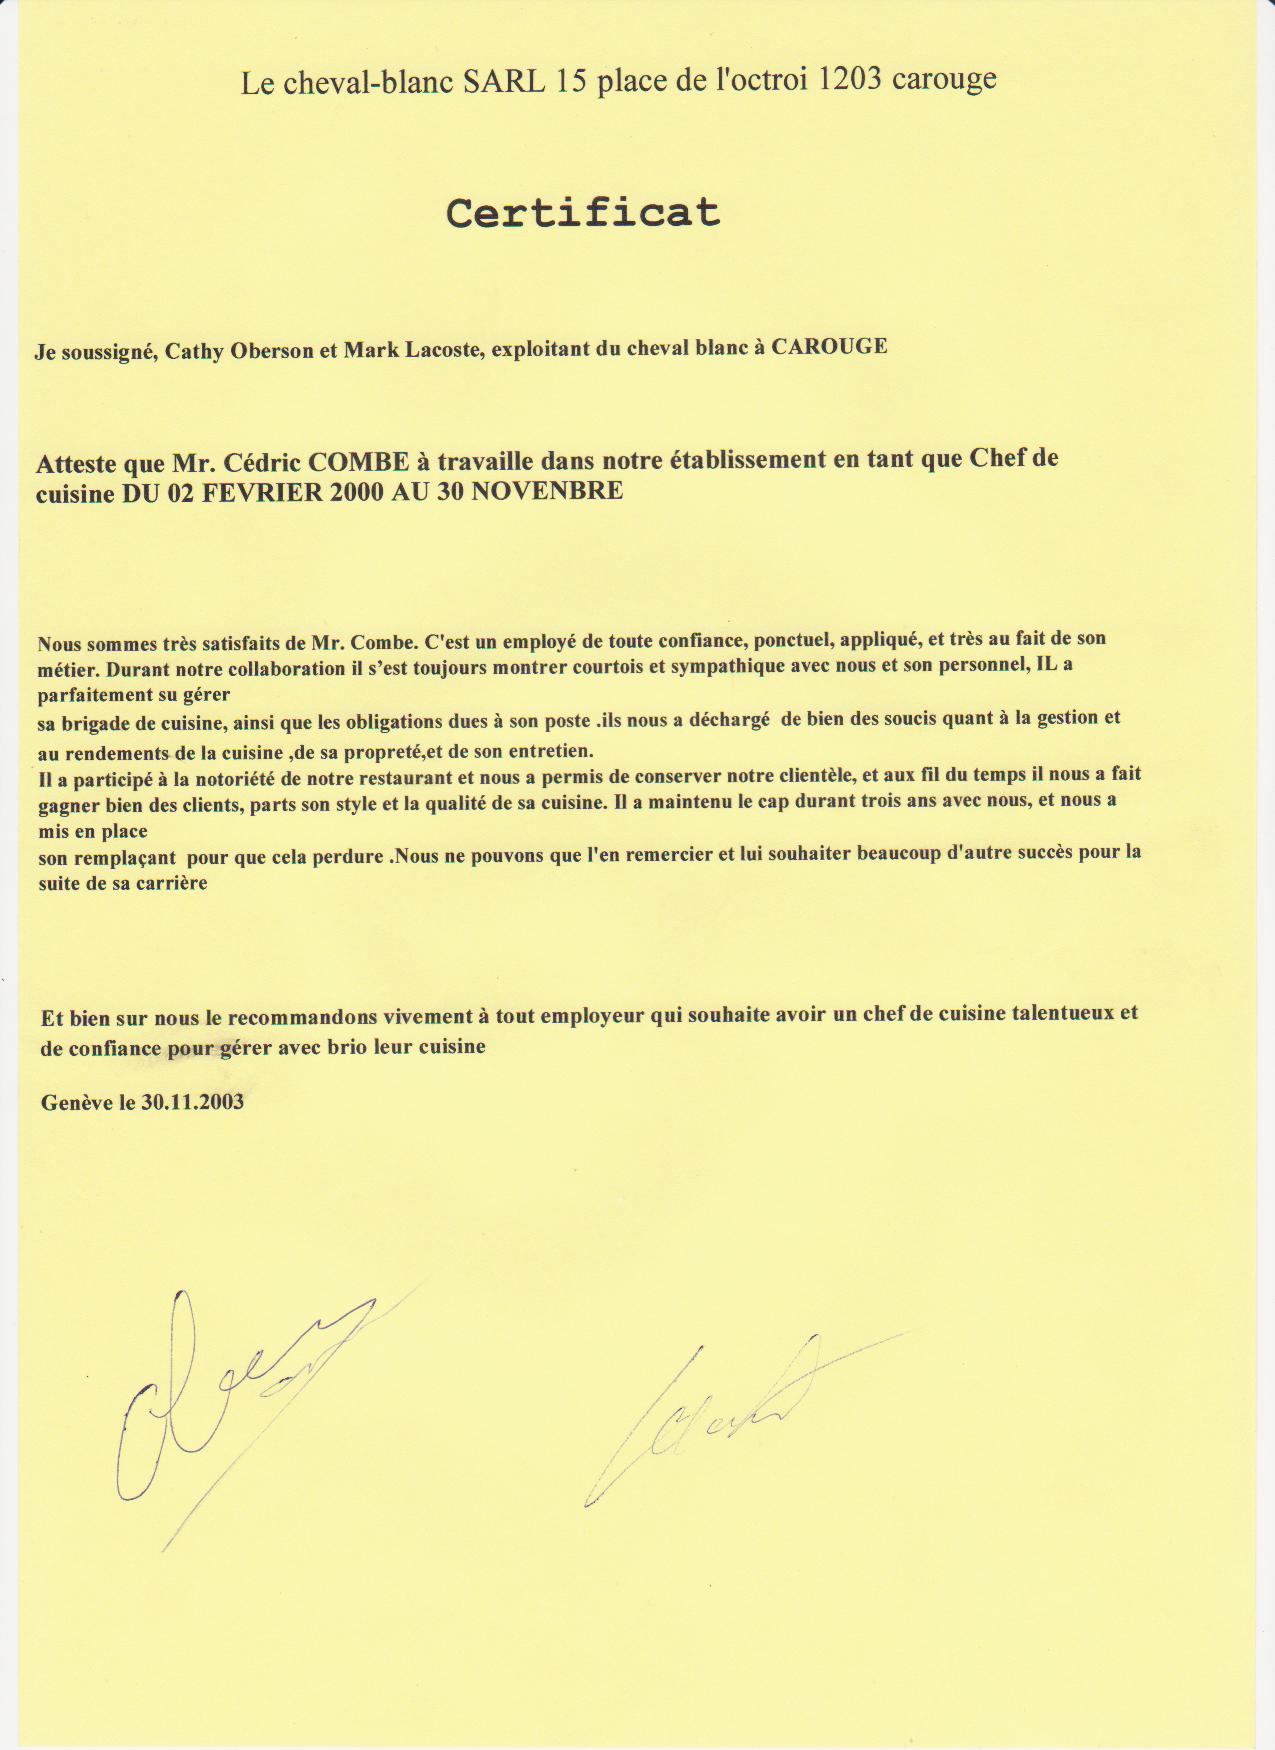 Le cheval-blanc SARL 15 place de l'octroi 1203 carouge
Certificat
Je soussigné, Cathy Oberson et Mark Lacoste, exploitant du cheval blanc à CAROUGE
Atteste que Mr. Cédric COMBE à travaille dans notre établissement en tant que Chef de
cuisine DU 02 FEVRIER 2000 AU 30 NOVENBRE
Nous sommes très satisfaits de Mr. Combe. C'est un employé de toute confiance, ponctuel, appliqué, et très au fait de son
métier. Durant notre collaboration il s’est toujours montrer courtois et sympathique avec nous et son personnel, IL a
parfaitement su gérer
sa brigade de cuisine, ainsi que les obligations dues à son poste .ils nous a déchargé  de bien des soucis quant à la gestion et
au rendements de la cuisine ,de sa propreté,et de son entretien.
Il a participé à la notoriété de notre restaurant et nous a permis de conserver notre clientèle, et aux fil du temps il nous a fait
gagner bien des clients, parts son style et la qualité de sa cuisine. Il a maintenu le cap durant trois ans avec nous, et nous a
mis en place
son remplaçant  pour que cela perdure .Nous ne pouvons que l'en remercier et lui souhaiter beaucoup d'autre succès pour la
suite de sa carrière
Et bien sur nous le recommandons vivement à tout employeur qui souhaite avoir un chef de cuisine talentueux et
de confiance pour gérer avec brio leur cuisine
Genève le 30.11.2003